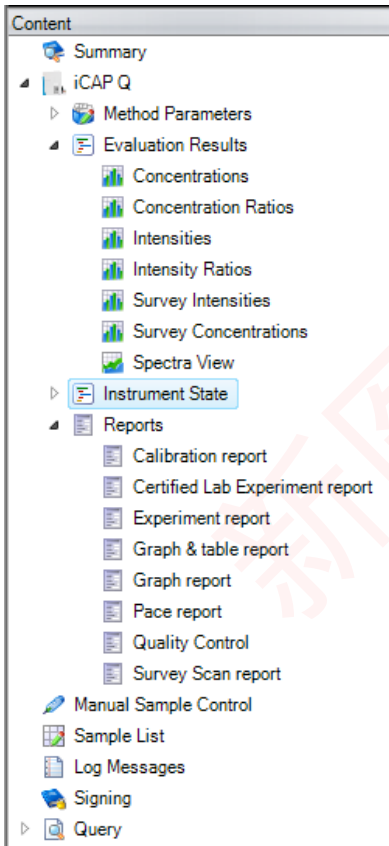 Content
Summary
iCAP Q
Method Parameters
Evaluation Results
Concentrations
Concentration Ratios
Intensities
Intensity Ratios
Survey Intensities
Survey Concentrations
Spectra View
Instrument State
Reports
Calibration report
Certified Lab Experiment report
Experiment report
Graph & table report
Graph report
Pace report
Quality Control
Survey Scan report
Manual Sample Control
Sample List
Log Messages
Signing
Query